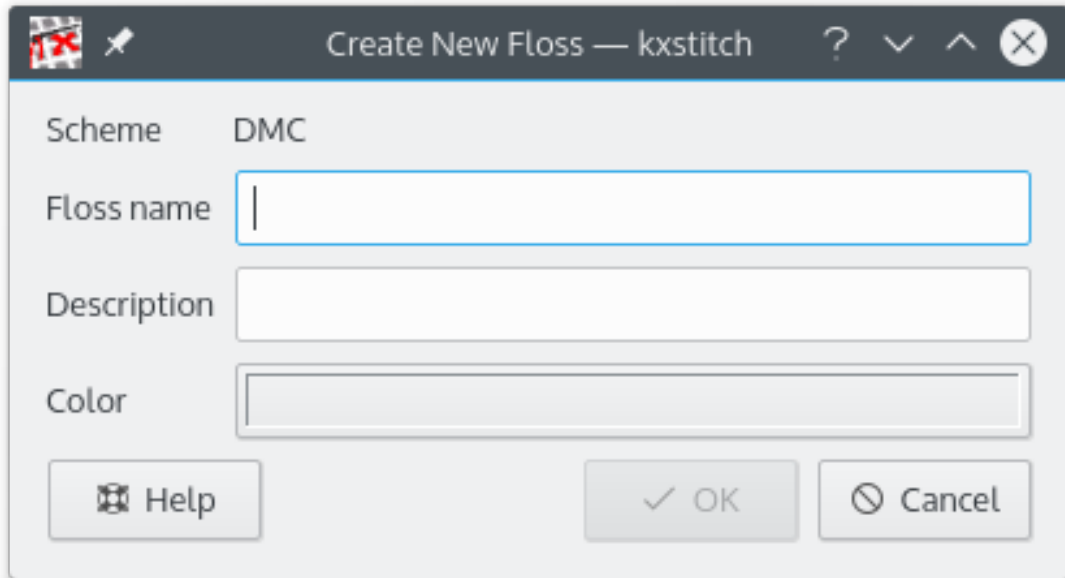 Create New Floss — kxstitch
Scheme DMC
Floss name
Description
Color
Help OK Cancel